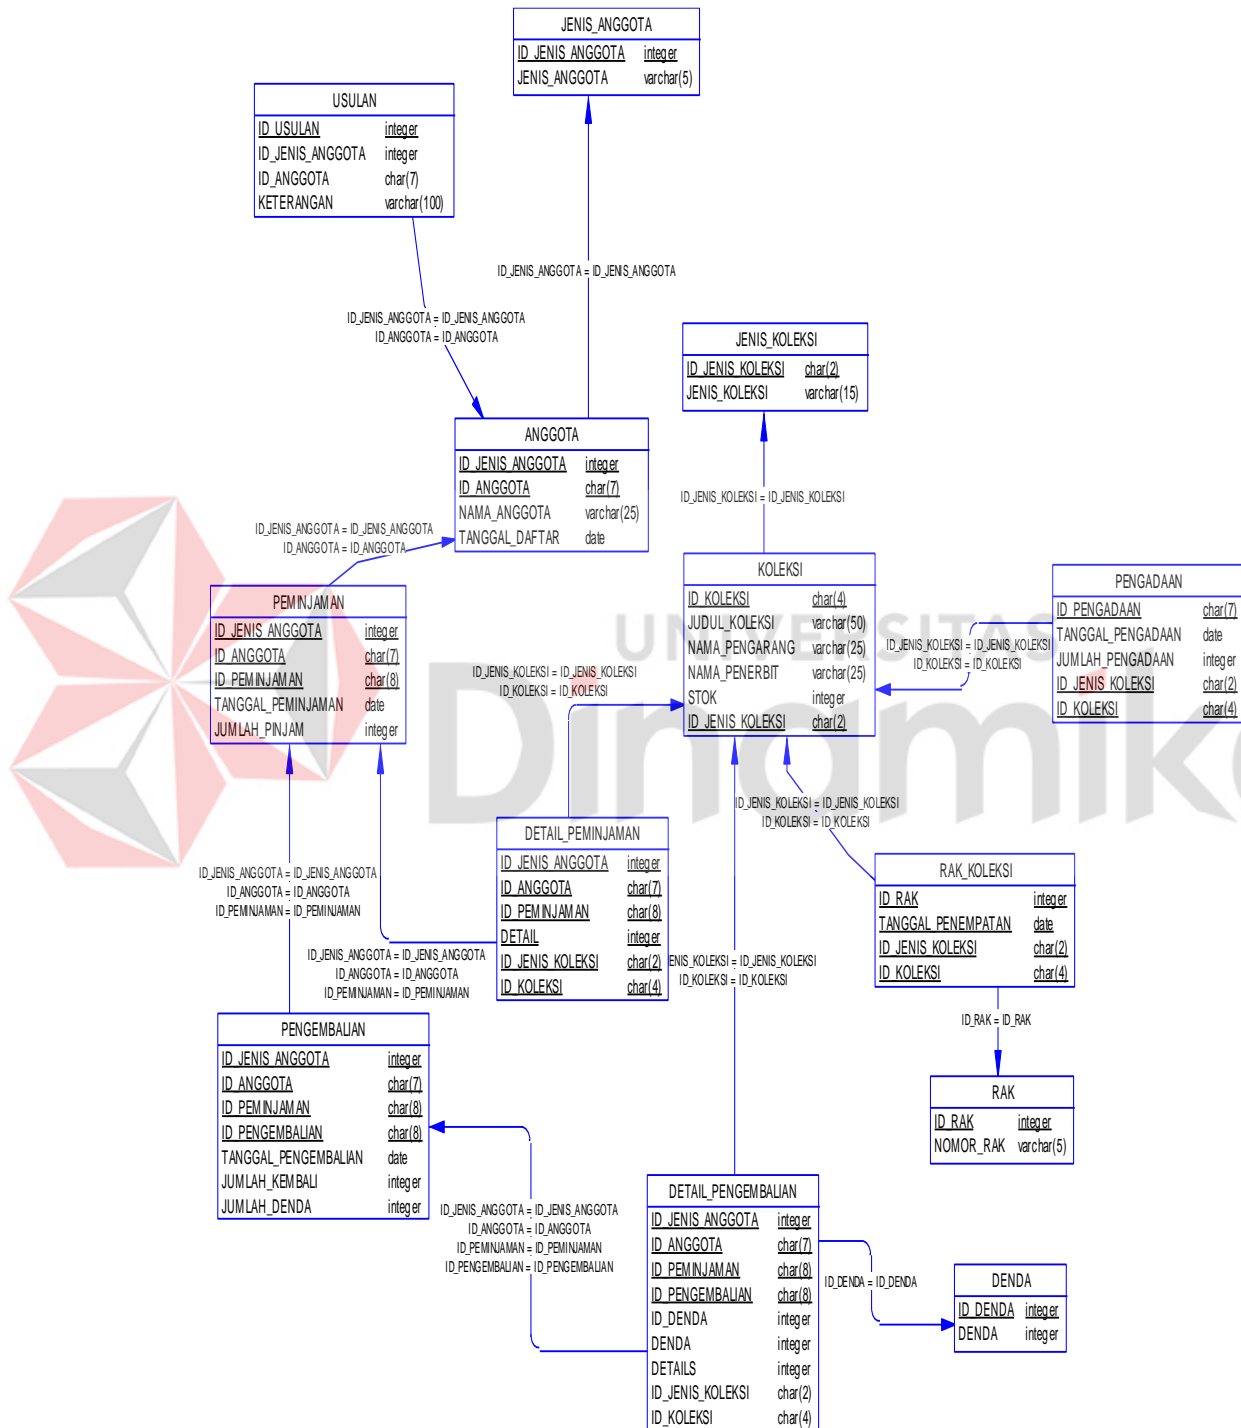 JENIS_ANGGOTA
ID_JENIS_ANGGOTA integer
JENIS_ANGGOTA varchar(5)
USULAN
ID_USULAN integer
ID_JENIS_ANGGOTA integer
ID_ANGGOTA char(7)
KETERANGAN varchar(100)
ID_JENIS_ANGGOTA = ID_JENIS_ANGGOTA
ID_JENIS_ANGGOTA = ID_JENIS_ANGGOTA
ID_ANGGOTA = ID_ANGGOTA
JENIS_KOLEKSI
ID_JENIS_KOLEKSI char(2)
JENIS_KOLEKSI varchar(15)
ANGGOTA
ID_JENIS_ANGGOTA integer
ID_ANGGOTA char(7)
NAMA_ANGGOTA varchar(25)
TANGGAL_DAFTAR date
ID_JENIS_KOLEKSI = ID_JENIS_KOLEKSI
ID_JENIS_ANGGOTA = ID_JENIS_ANGGOTA
ID_ANGGOTA = ID_ANGGOTA
KOLEKSI
ID_KOLEKSI char(4)
JUDUL_KOLEKSI varchar(50)
NAMA_PENGARANG varchar(25)
NAMA_PENERBIT varchar(25)
STOK integer
ID_JENIS_KOLEKSI char(2)
PENGADAAN
ID_PENGADAAN char(7)
TANGGAL_PENGADAAN date
JUMLAH_PENGADAAN integer
ID_JENIS_KOLEKSI char(2)
ID_KOLEKSI char(4)
ID_JENIS_KOLEKSI = ID_JENIS_KOLEKSI
ID_KOLEKSI = ID_KOLEKSI
PEMINJAMAN
ID_JENIS_ANGGOTA integer
ID_ANGGOTA char(7)
ID_PEMINJAMAN char(8)
TANGGAL_PEMINJAMAN date
JUMLAH_PINJAM integer
UNIVERSITAS
Dinamika
ID_JENIS_KOLEKSI = ID_JENIS_KOLEKSI
ID_KOLEKSI = ID_KOLEKSI
ID_JENIS_KOLEKSI = ID_JENIS_KOLEKSI
ID_KOLEKSI = ID_KOLEKSI
DETAIL_PEMINJAMAN
ID_JENIS_ANGGOTA integer
ID_ANGGOTA char(7)
ID_PEMINJAMAN char(8)
DETAIL integer
ID_JENIS_KOLEKSI char(2)
ID_KOLEKSI char(4)
RAK_KOLEKSI
ID_RAK integer
TANGGAL_PENEMPATAN date
ID_JENIS_KOLEKSI char(2)
ID_KOLEKSI char(4)
ID_JENIS_ANGGOTA = ID_JENIS_ANGGOTA
ID_ANGGOTA = ID_ANGGOTA
ID_PEMINJAMAN = ID_PEMINJAMAN
ID_JENIS_ANGGOTA = ID_JENIS_ANGGOTA
ID_ANGGOTA = ID_ANGGOTA
ID_PEMINJAMAN = ID_PEMINJAMAN
ENIS_KOLEKSI = ID_JENIS_KOLEKSI
ID_KOLEKSI = ID_KOLEKSI
ID_RAK = ID_RAK
PENGEMBALIAN
ID_JENIS_ANGGOTA integer
ID_ANGGOTA char(7)
ID_PEMINJAMAN char(8)
ID_PENGEMBALIAN char(8)
TANGGAL_PENGEMBALIAN date
JUMLAH_KEMBALI integer
JUMLAH_DENDA integer
RAK
ID_RAK integer
NOMOR_RAK varchar(5)
ID_JENIS_ANGGOTA = ID_JENIS_ANGGOTA
ID_ANGGOTA = ID_ANGGOTA
ID_PEMINJAMAN = ID_PEMINJAMAN
ID_PENGEMBALIAN = ID_PENGEMBALIAN
DETAIL_PENGEMBALIAN
ID_JENIS_ANGGOTA integer
ID_ANGGOTA char(7)
ID_PEMINJAMAN char(8)
ID_PENGEMBALIAN char(8)
ID_DENDA integer
DENDA integer
DETAILS integer
ID_JENIS_KOLEKSI char(2)
ID_KOLEKSI char(4)
ID_DENDA = ID_DENDA
DENDA
ID_DENDA integer
DENDA integer